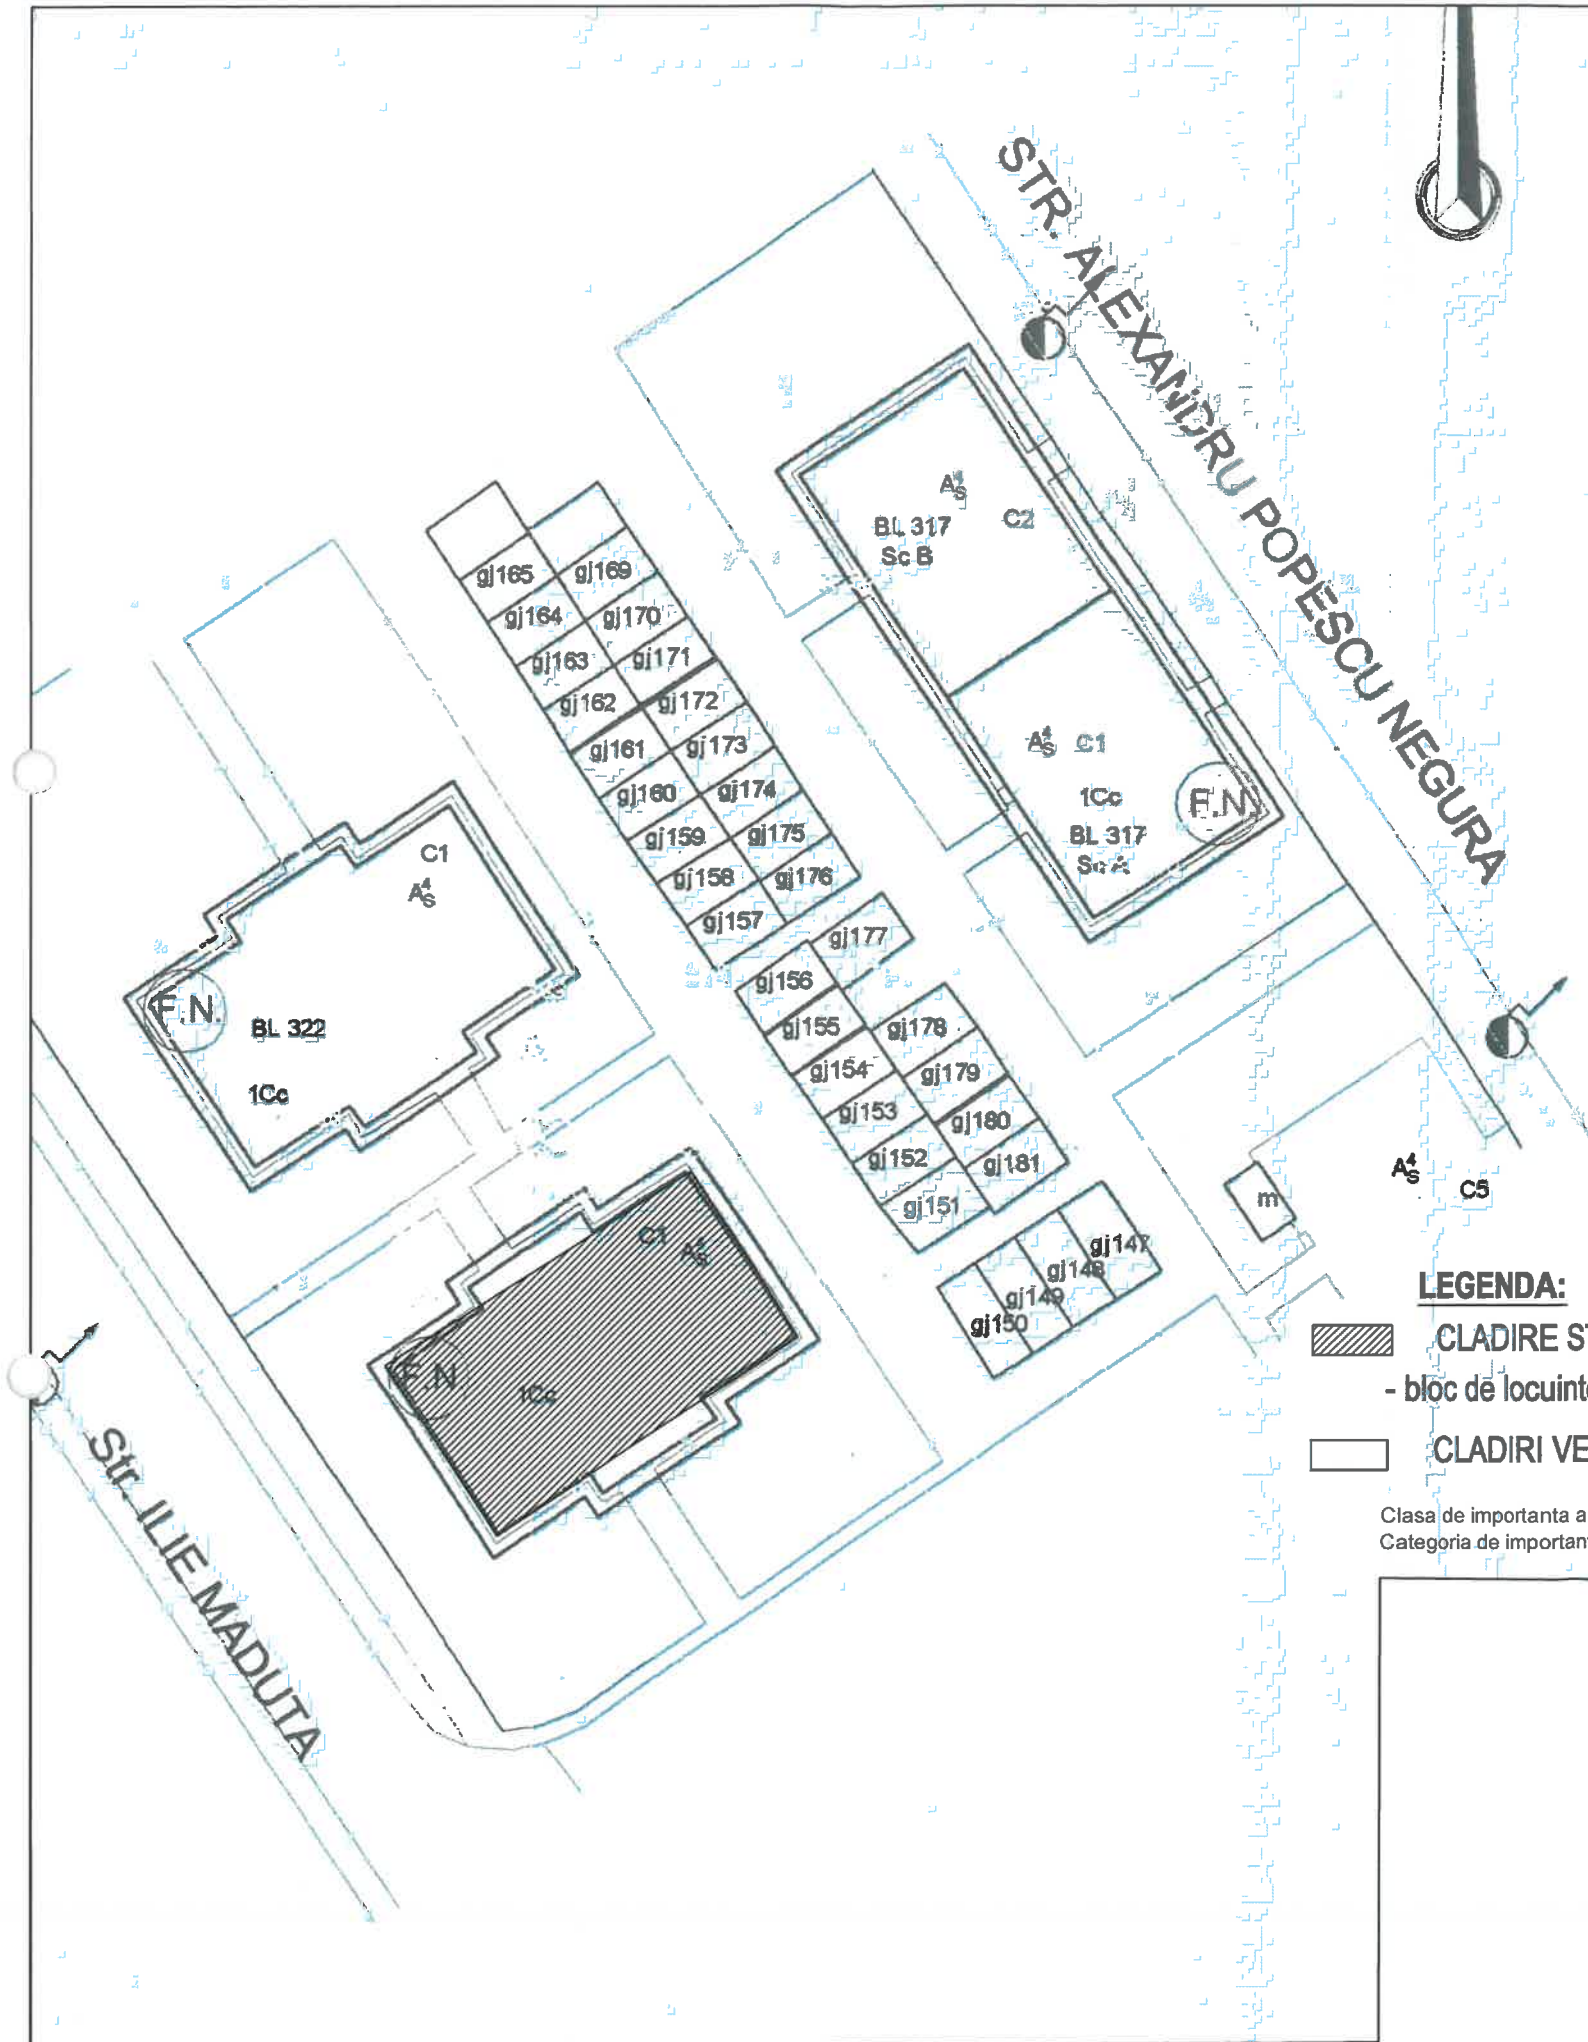 STR. ALEXANDRU POPESCU NEGURA
A4S
BL 317
Sc B
C2
gj165
gj169
gj164
gj170
gj163
gj171
gj162
gj172
gj161
gj173
gj160
gj174
gj159
gj175
gj158
gj176
gj157
gj177
gj156
gj155
gj178
gj154
gj179
gj153
gj180
gj152
gj181
gj151
gj147
gj148
gj149
gj150
A4S C1
1Cc
F.N.
BL 317
Sc A
C1
A4S
F.N.
BL 322
1Cc
C1
A4S
F.N
1Cc
m
A4S
C5
Str. ILIE MADUTA
LEGENDA:
CLADIRE
- bloc de
CLADIRI
Clasa de importanta a
Categoria de